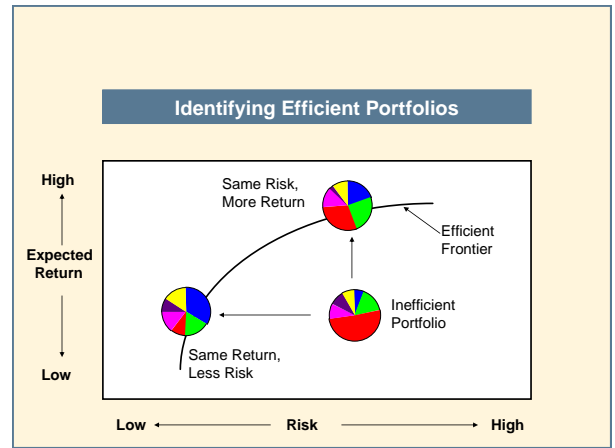 Identifying Efficient Portfolios
High
Expected
Return
Low
Same Risk,
More Return
Efficient
Frontier
Inefficient
Portfolio
Same Return,
Less Risk
Low
Risk
High